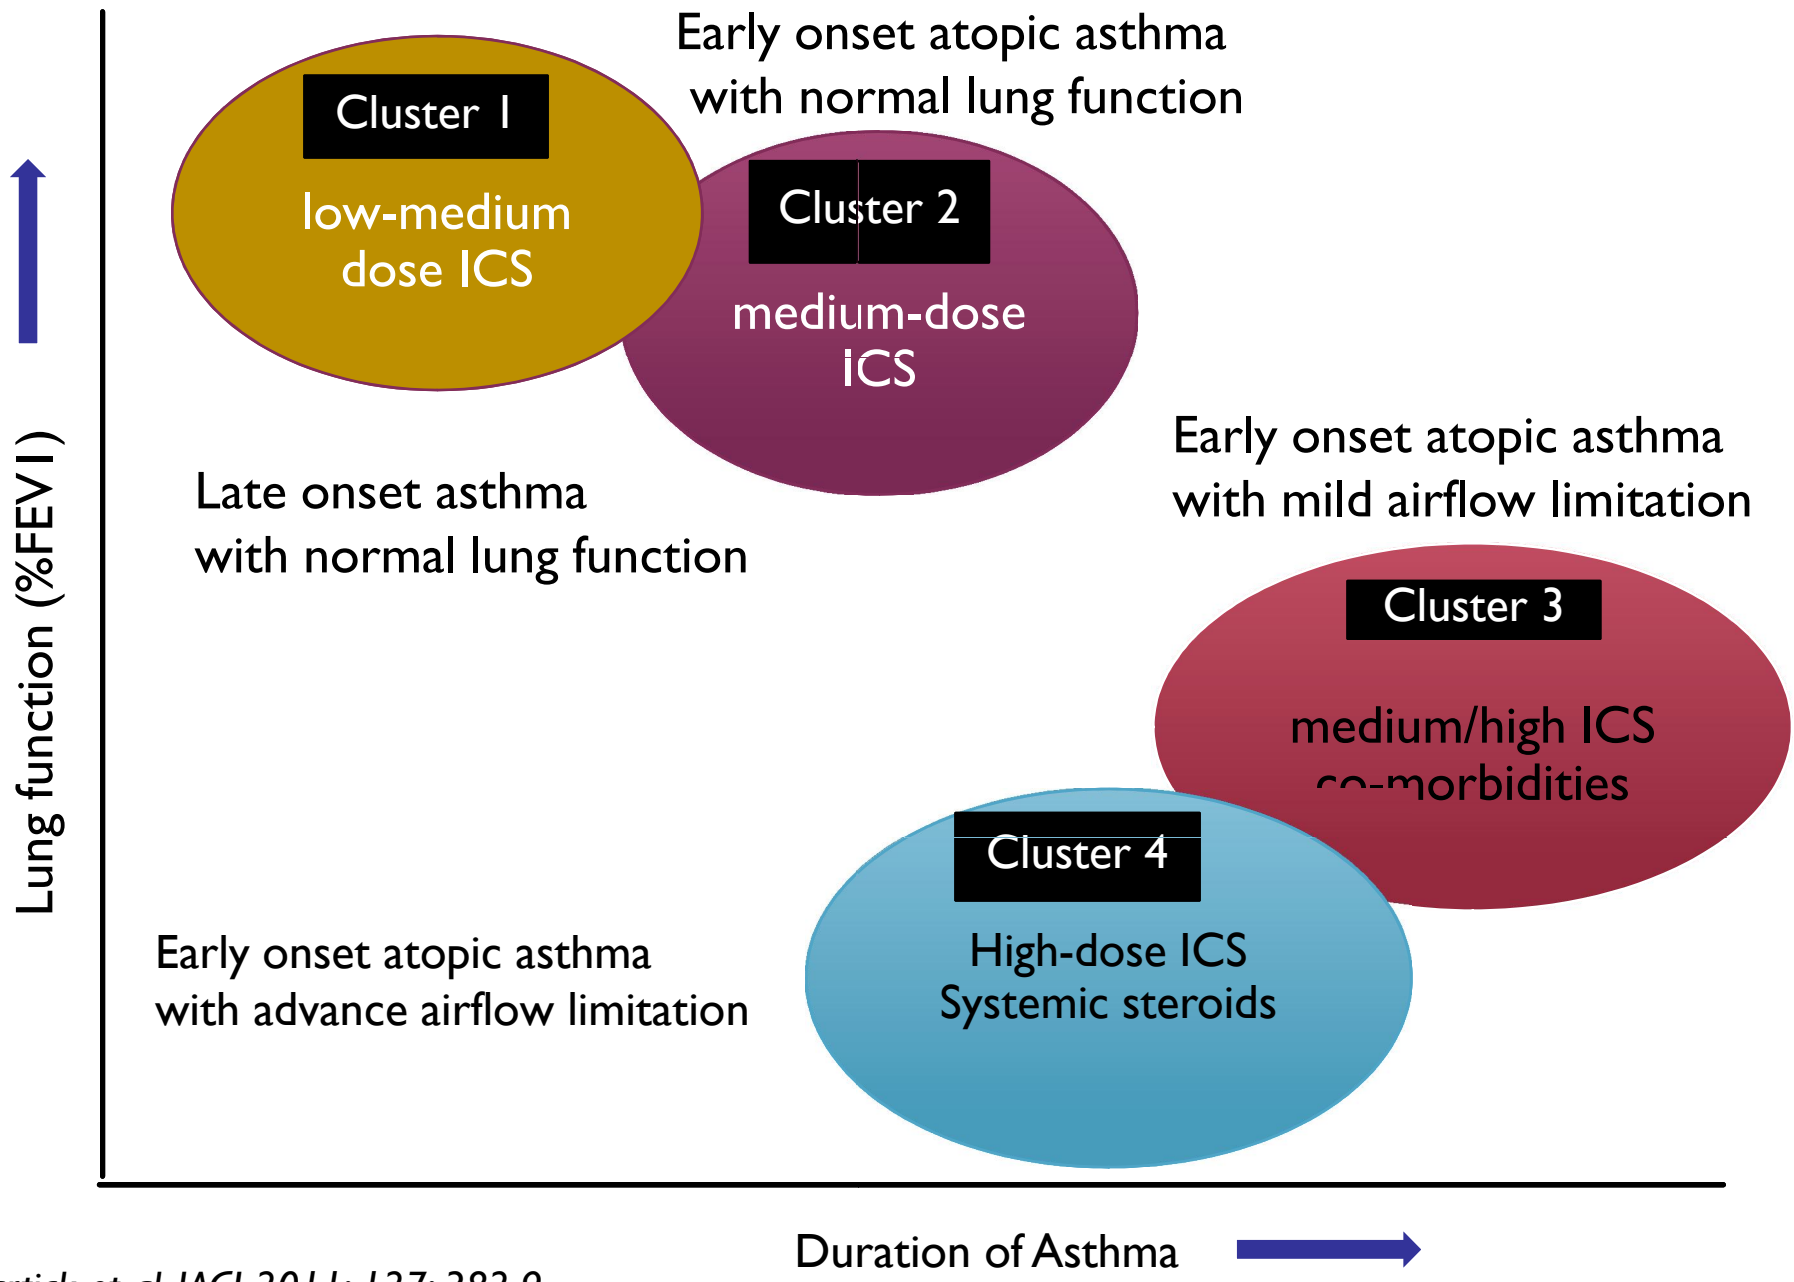 Early onset atopic asthma
with normal lung function
Cluster 1
low-medium
dose ICS
Cluster 2
medium-dose
ICS
Late onset asthma
with normal lung function
Early onset atopic asthma
with mild airflow limitation
Cluster 3
medium/high ICS
co-morbidities
Cluster 4
High-dose ICS
Systemic steroids
Early onset atopic asthma
with advance airflow limitation
Lung function (%FEV1)
Duration of Asthma
et al JACI 2011; 127: 382-9